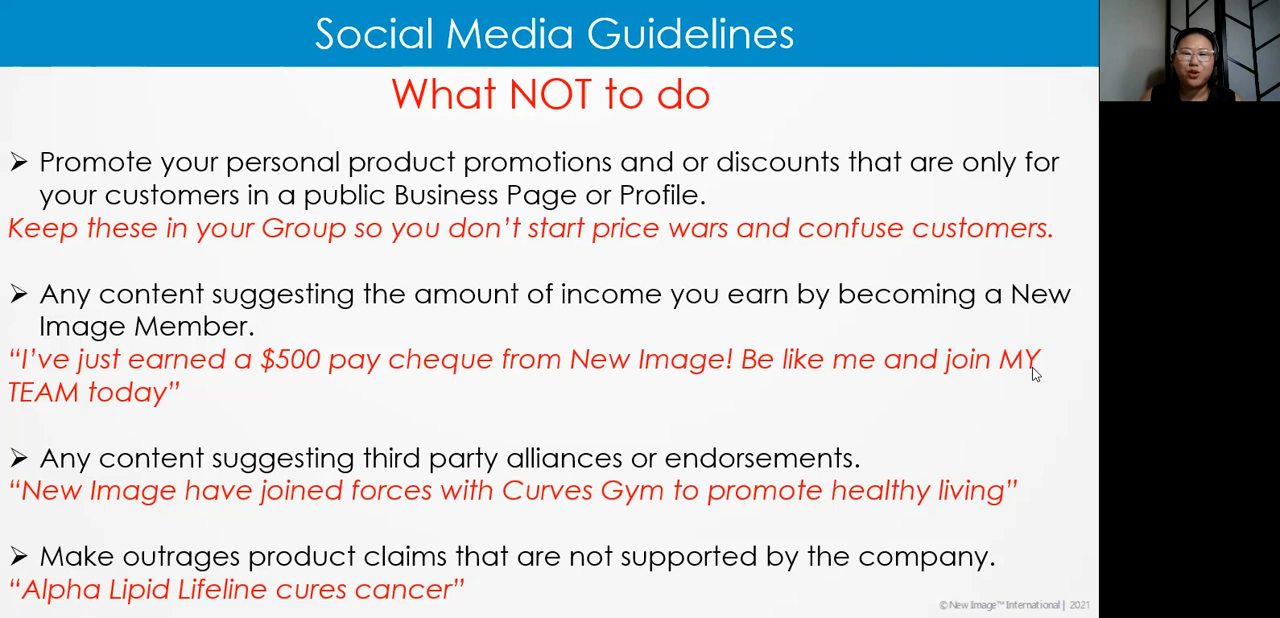 Social Media Guidelines
What NOT to do
➢ Promote your personal product promotions and or discounts that are only for
your customers in a public Business Page or Profile.
Keep these in your Group so you don’t start price wars and confuse customers.
➢ Any content suggesting the amount of income you earn by becoming a New
Image Member.
“I’ve just earned a $500 pay cheque from New Image! Be like me and join MY
TEAM today”
➢ Any content suggesting third party alliances or endorsements.
“New Image have joined forces with Curves Gym to promote healthy living”
➢ Make outrages product claims that are not supported by the company.
“Alpha Lipid Lifeline cures cancer”
© New Image™ International | 2021